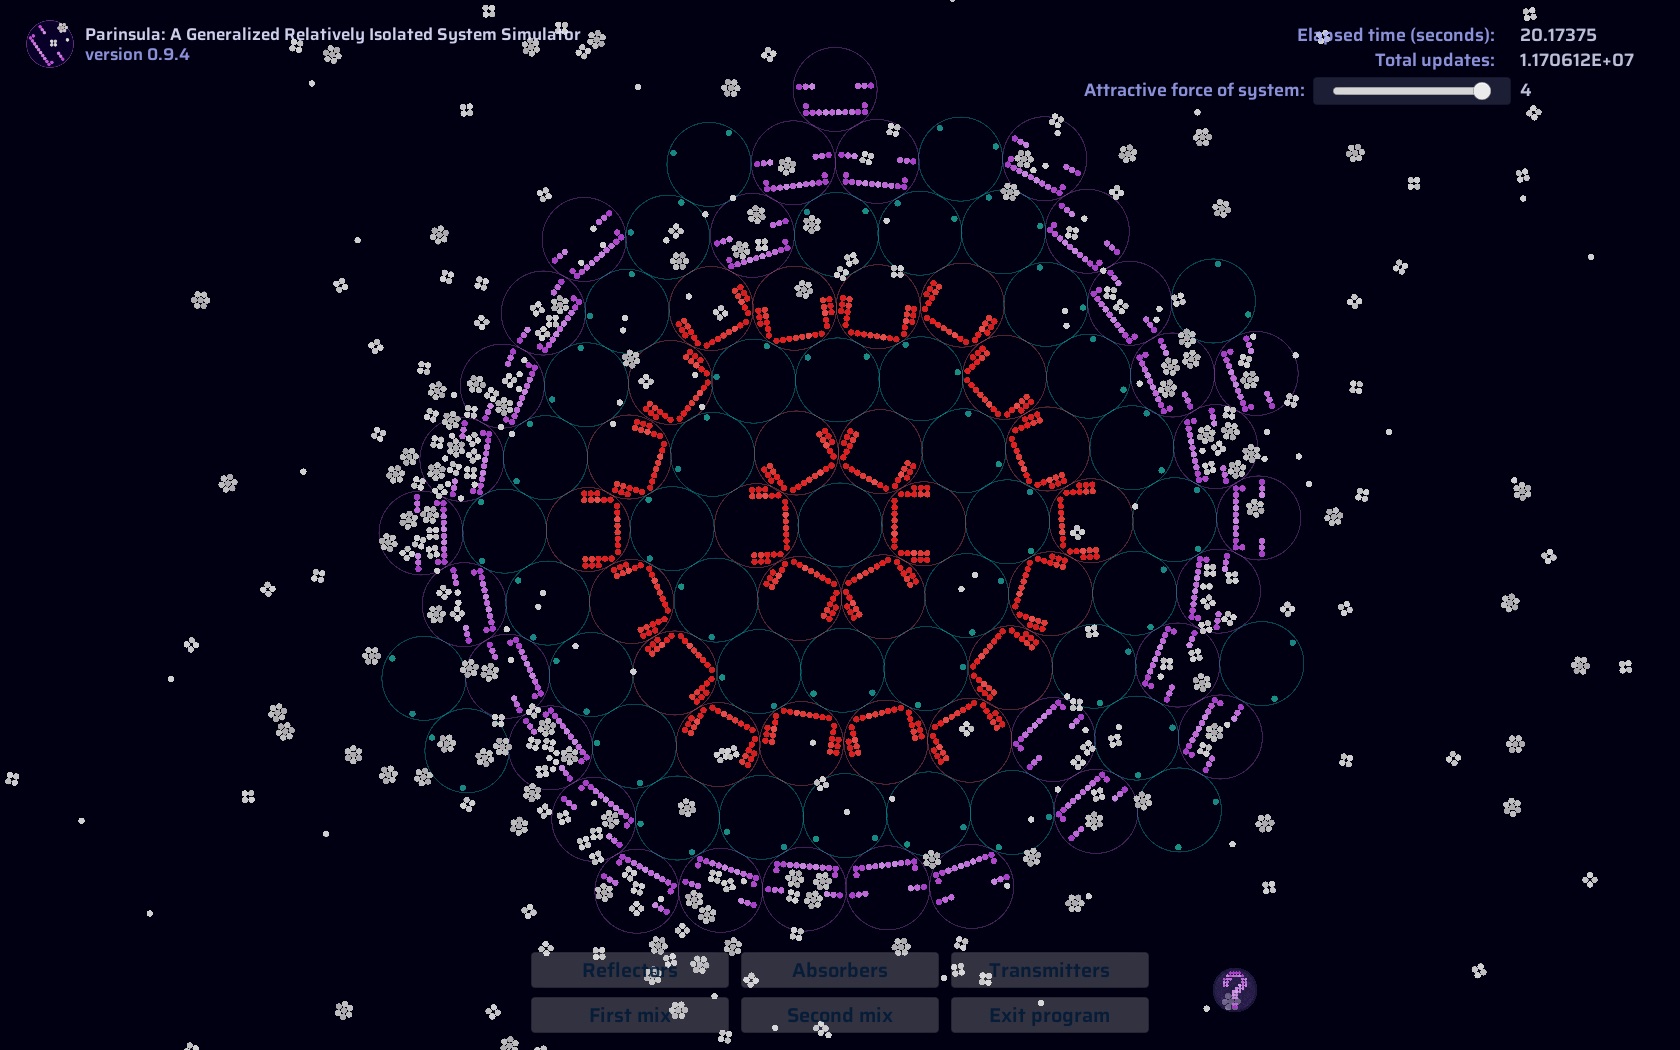 Parinsula: A Generalized Relatively Isolated System Simulator
version 0.9.4
Elapsed time (seconds): 20.17375
Total updates: 1.170612E+07
Attractive force of system: 4
Reflectors Absorbers Transmitters
First mix Second mix Exit program
?